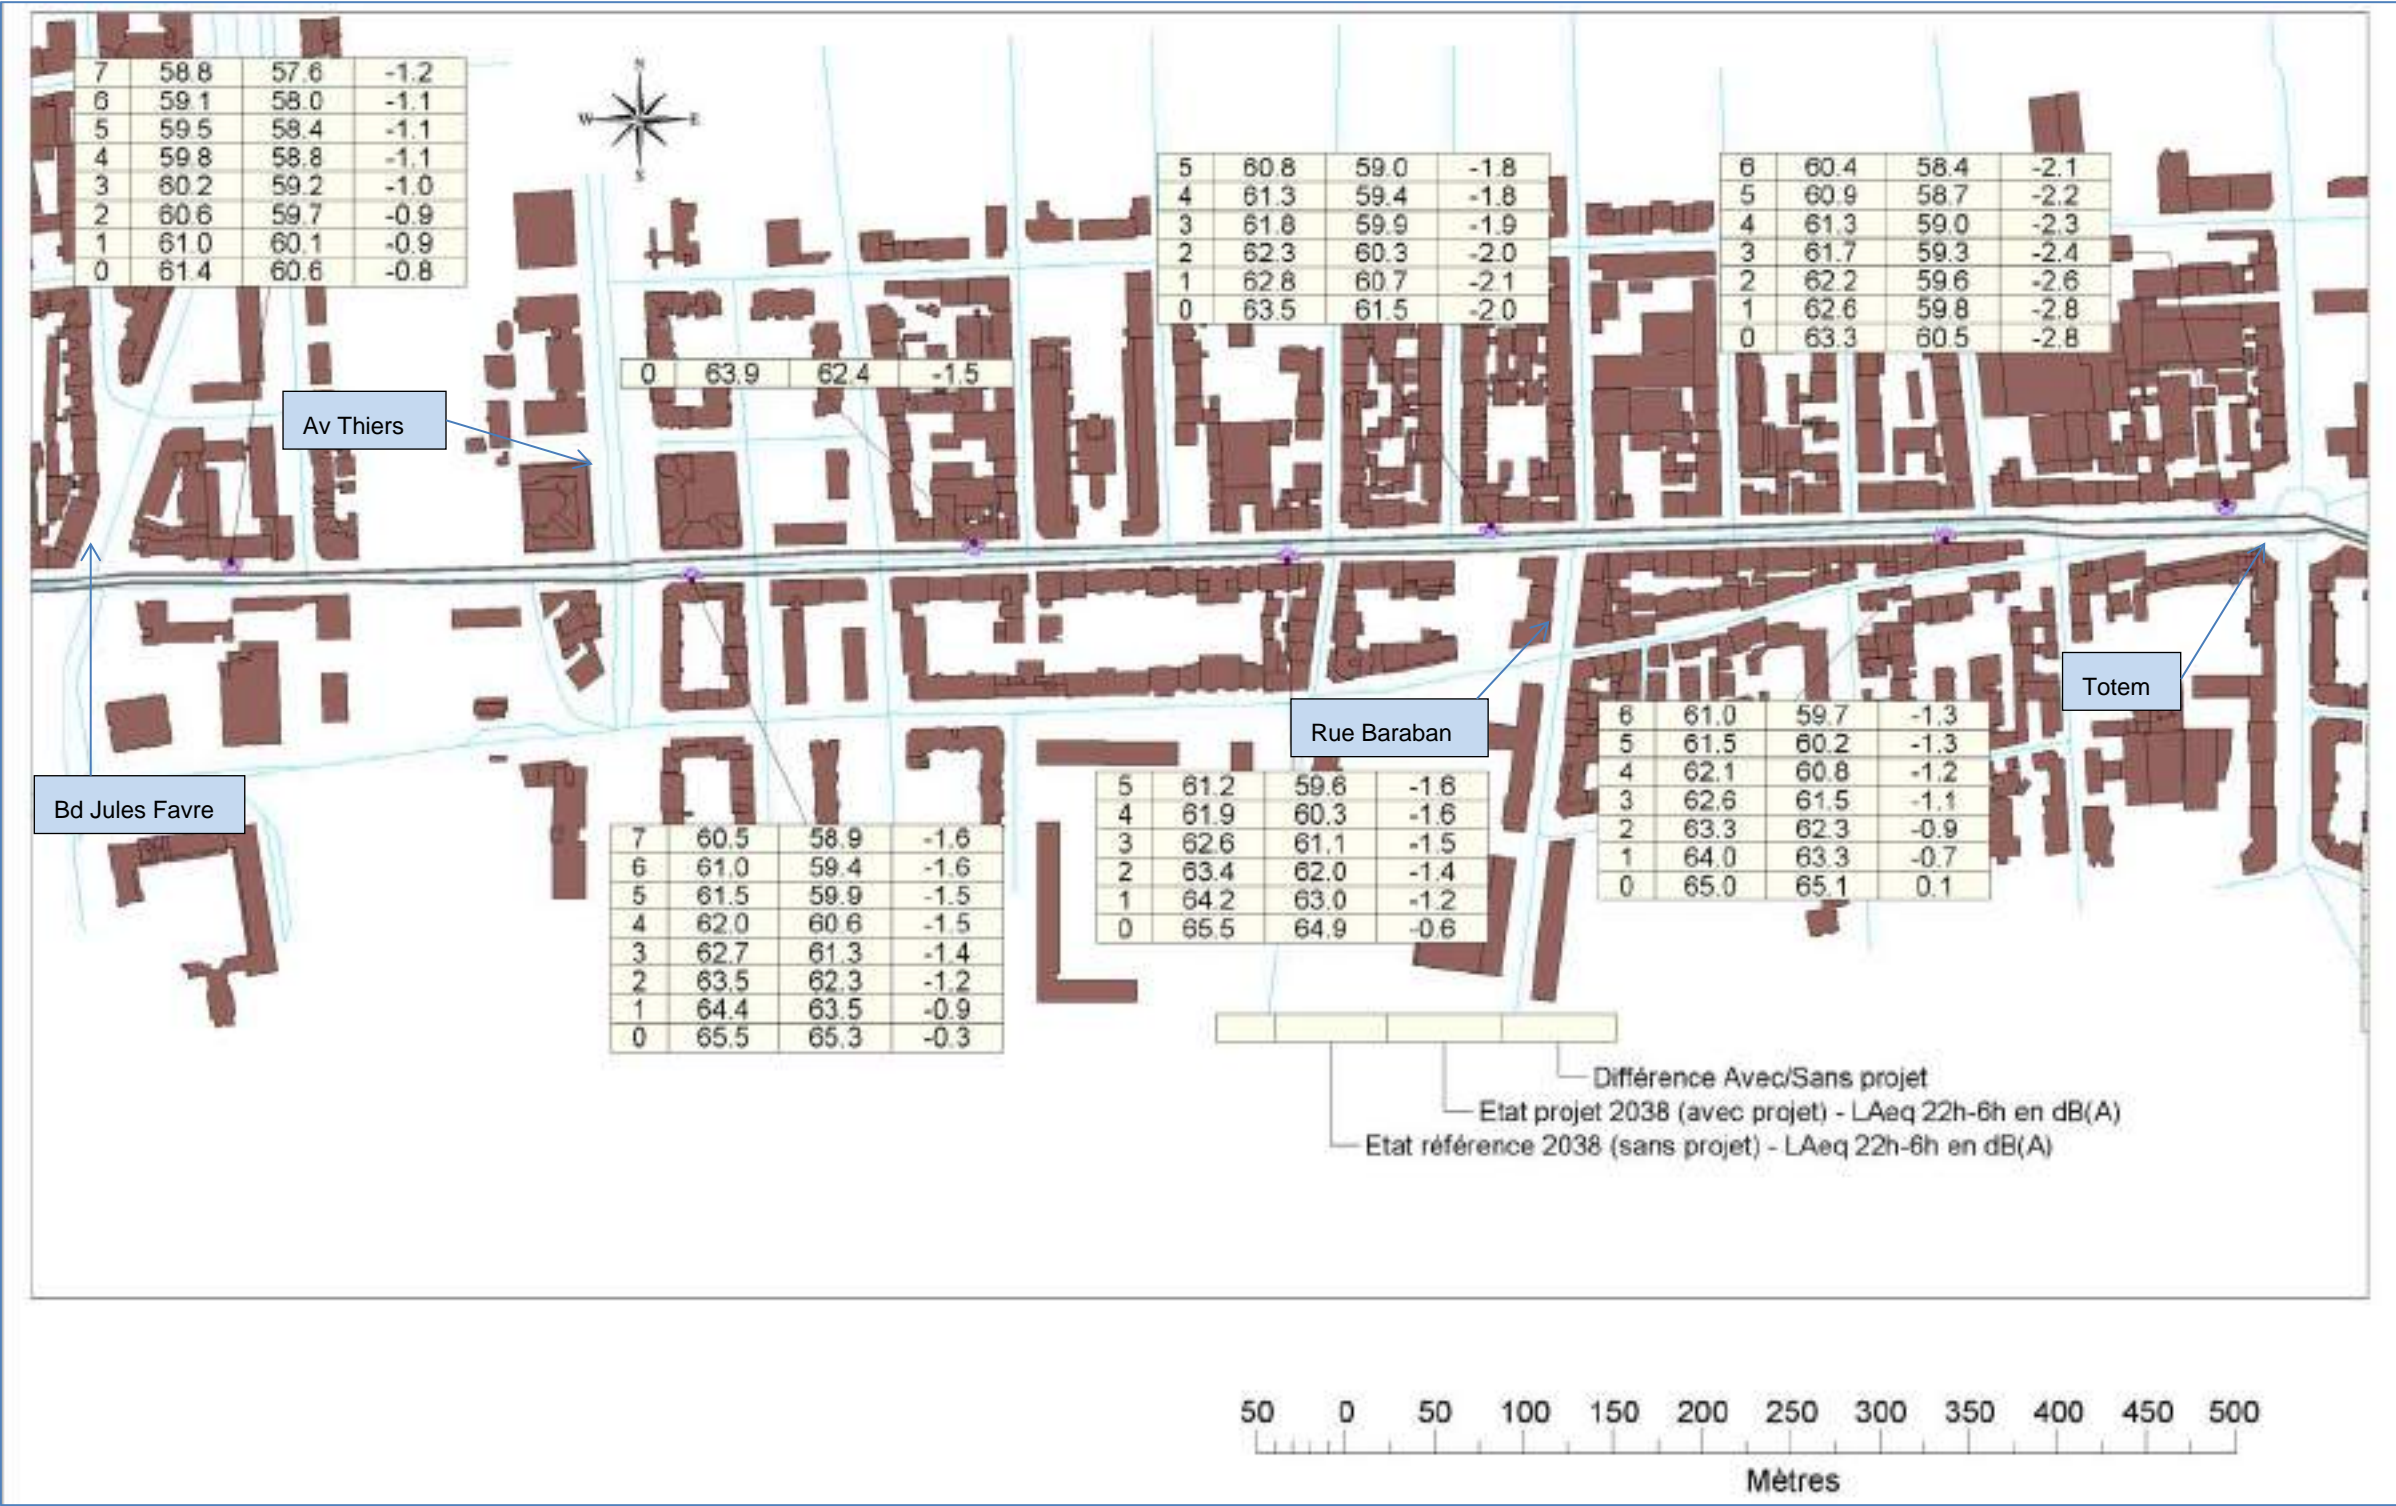 7 58.8 57.6 -1.2
6 59.1 58.0 -1.1
5 59.5 58.4 -1.1
4 59.8 58.8 -1.1
3 60.2 59.2 -1.0
2 60.6 59.7 -0.9
1 61.0 60.1 -0.9
0 61.4 60.6 -0.8
N
W E
S
5 60.8 59.0 -1.8
4 61.3 59.4 -1.8
3 61.8 59.9 -1.9
2 62.3 60.3 -2.0
1 62.8 60.7 -2.1
0 63.5 61.5 -2.0
6 60.4 58.4 -2.1
5 60.9 58.7 -2.2
4 61.3 59.0 -2.3
3 61.7 59.3 -2.4
2 62.2 59.6 -2.6
1 62.6 59.8 -2.8
0 63.3 60.5 -2.8
0 63.9 62.4 -1.5
Av Thiers
Totem
Rue Baraban
Bd Jules Favre
7 60.5 58.9 -1.6
6 61.0 59.4 -1.6
5 61.5 59.9 -1.5
4 62.0 60.6 -1.5
3 62.7 61.3 -1.4
2 63.5 62.3 -1.2
1 64.4 63.5 -0.9
0 65.5 65.3 -0.3
5 61.2 59.6 -1.6
4 61.9 60.3 -1.6
3 62.6 61.1 -1.5
2 63.4 62.0 -1.4
1 64.2 63.0 -1.2
0 65.5 64.9 -0.6
6 61.0 59.7 -1.3
5 61.5 60.2 -1.3
4 62.1 60.8 -1.2
3 62.6 61.5 -1.1
2 63.3 62.3 -0.9
1 64.0 63.3 -0.7
0 65.0 65.1 0.1
Différence Avec/Sans projet
Etat projet 2038 (avec projet) - LAeq 22h-6h en dB(A)
Etat référence 2038 (sans projet) - LAeq 22h-6h en dB(A)
50 0 50 100 150 200 250 300 350 400 450 500
Mètres